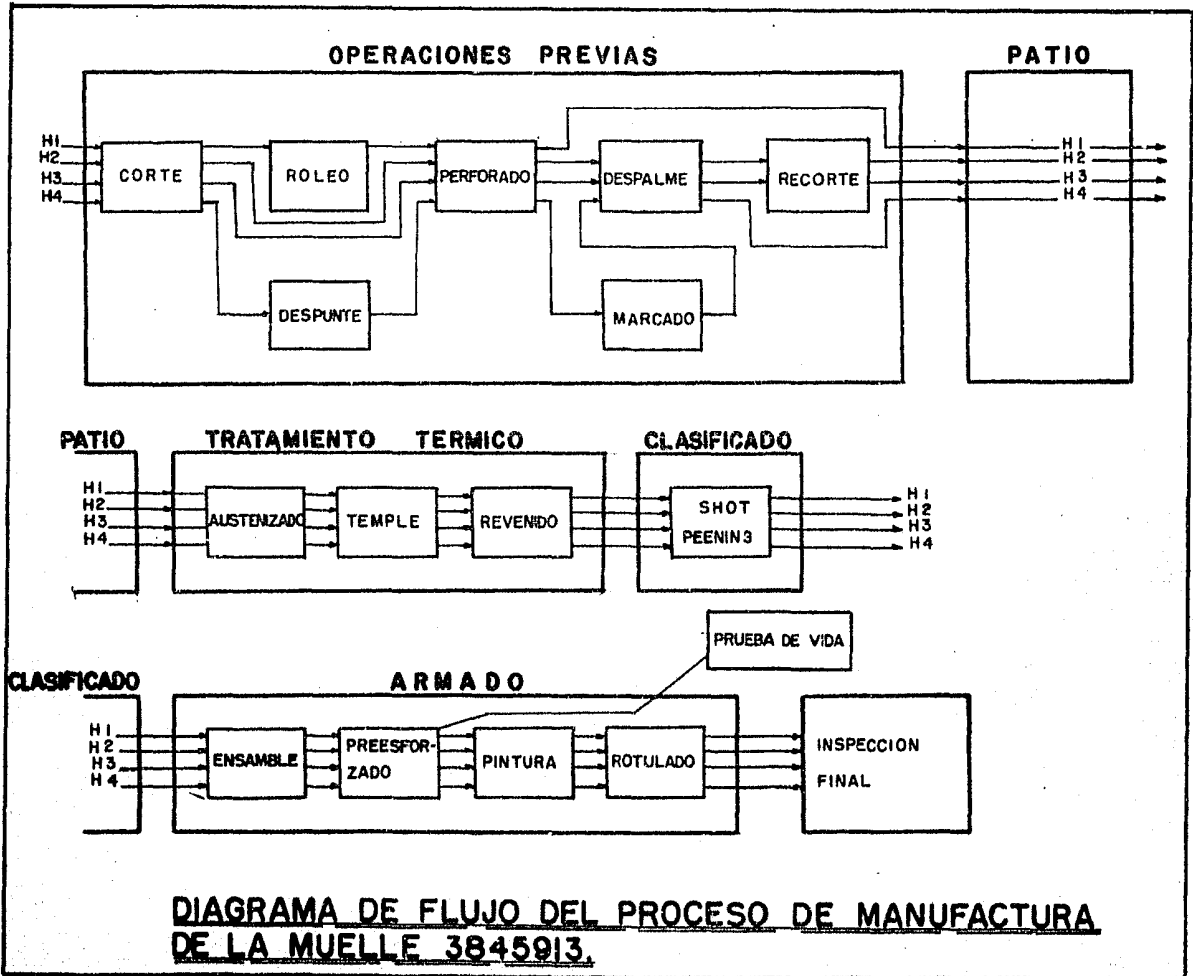 OPERACIONES PREVIAS
PATIO
H1
H2
H3
H4
CORTE
ROLEO
PERFORADO
DESPALME
RECORTE
H1
H2
H3
H4
DESPUNTE
MARCADO
PATIO
TRATAMIENTO TERMICO
CLASIFICADO
H1
H2
H3
H4
AUSTENIZADO
TEMPLE
REVENIDO
SHOT
PEENIN3
H1
H2
H3
H4
PRUEBA DE VIDA
CLASIFICADO
ARMADO
H1
H2
H3
H4
ENSAMBLE
PREESFOR-
ZADO
PINTURA
ROTULADO
INSPECCION
FINAL
DIAGRAMA DE FLUJO DEL PROCESO DE MANUFACTURA
DE LA MUELLE 3845913.